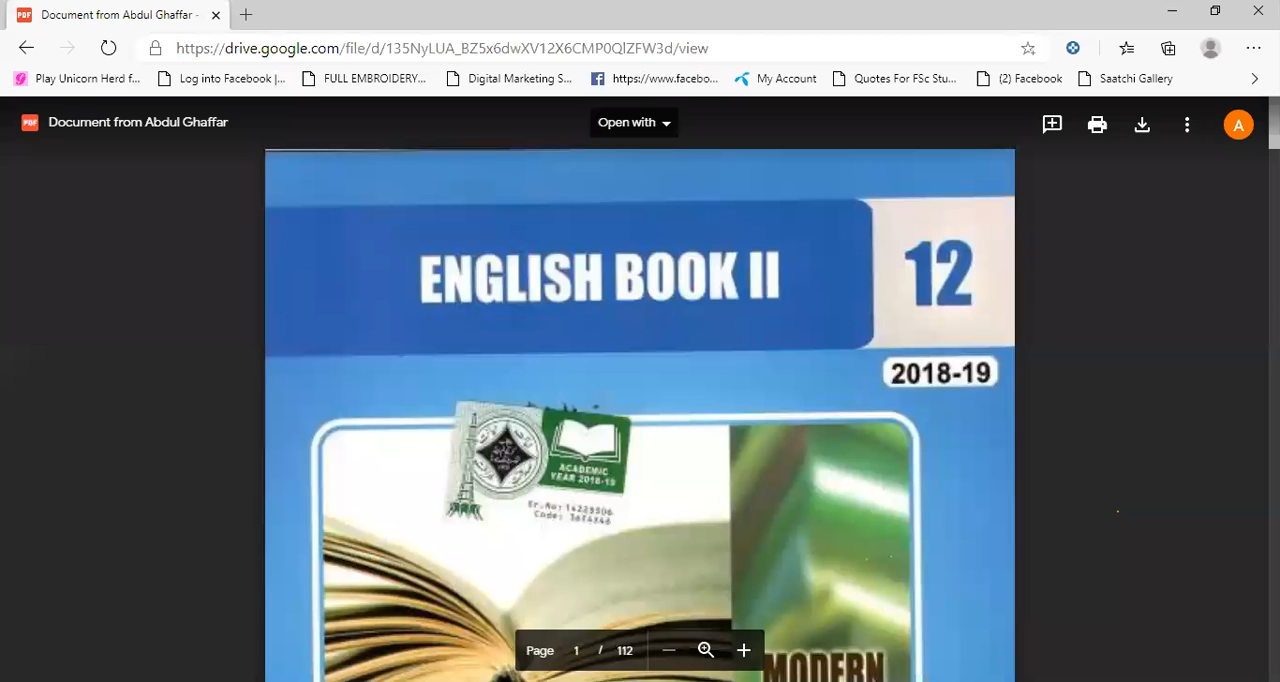 Document from Abdul Ghaffar -
https://drive.google.com/file/d/135NyLUA_BZ5x6dwXV12X6CMP0QlZFW3d/view
Play Unicorn Herd f... Log into Facebook |... FULL EMBROIDERY... Digital Marketing S... https://www.facebo... My Account Quotes For FSc Stu... (2) Facebook Saatchi Gallery
PDF Document from Abdul Ghaffar
Open with
A
ENGLISH BOOK II
12
2018-19
ACADEMIC
YEAR 2018-19
Page 1 / 112
MODERN